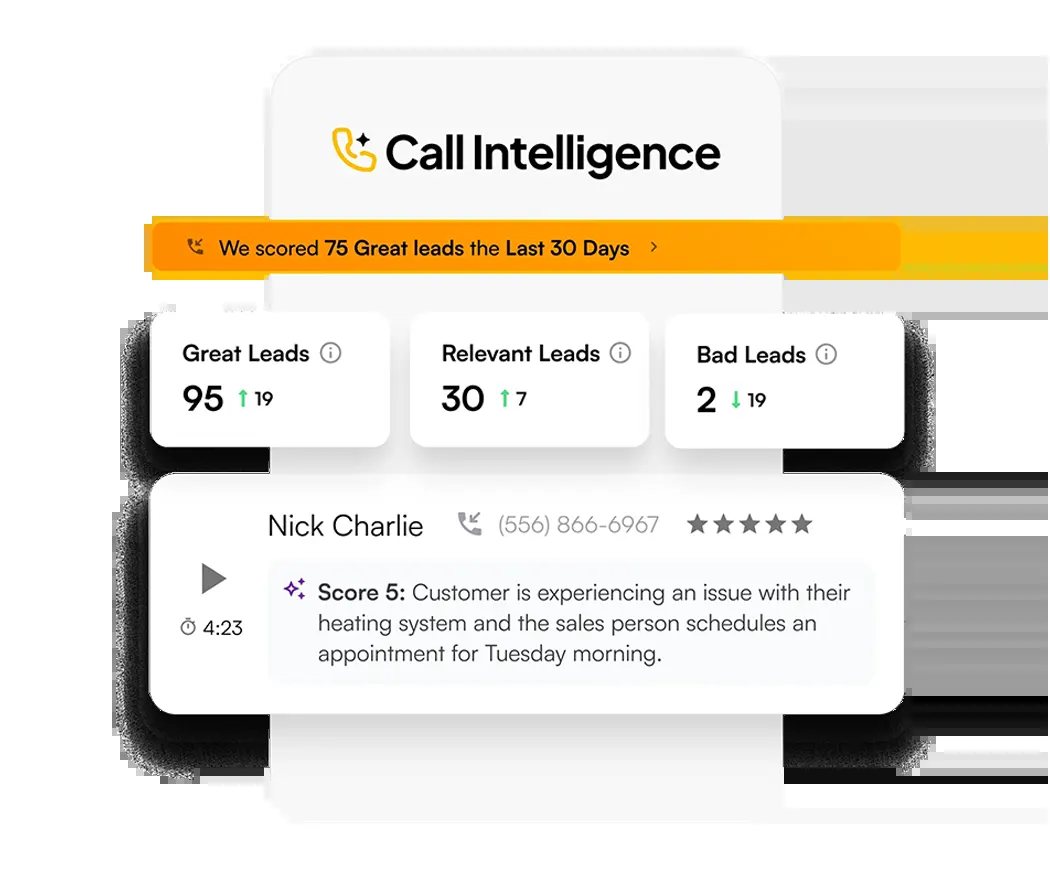 Call Intelligence
We scored 75 Great leads the Last 30 Days
Great Leads
95 19
Relevant Leads
30 7
Bad Leads
2 19
Nick Charlie (556) 866-6967
4:23
Score 5: Customer is experiencing an issue with their
heating system and the sales person schedules an
appointment for Tuesday morning.